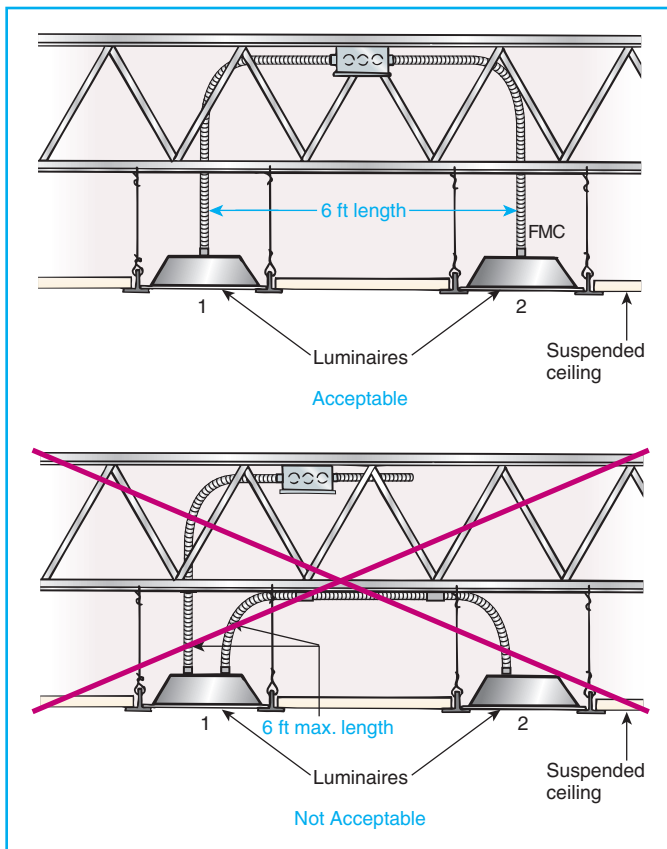 6 ft length
FMC
1
2
Luminaires
Suspended
ceiling
Acceptable
1
2
6 ft max. length
Luminaires
Suspended
ceiling
Not Acceptable